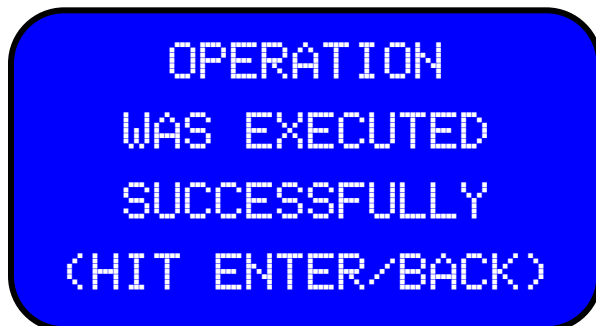 OPERATION
WAS EXECUTED
SUCCESSFULLY
(HIT ENTER/BACK)